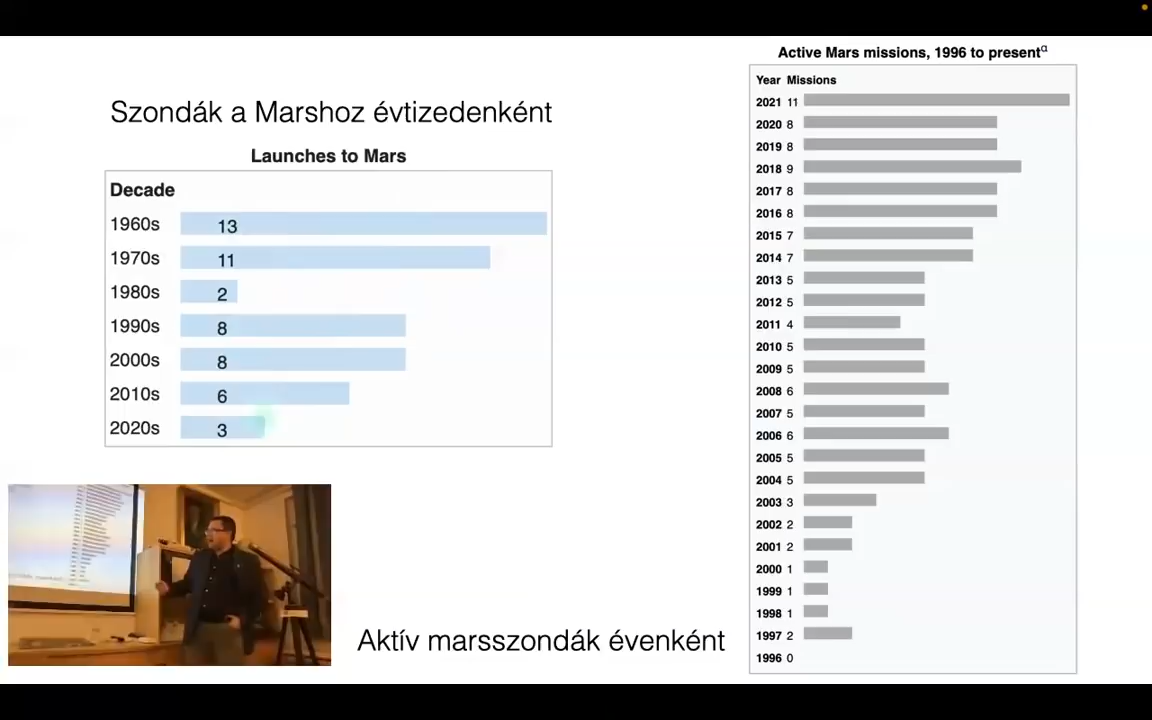 Szondák a Marshoz évtizedenként
Launches to Mars
Decade
1960s 13
1970s 11
1980s 2
1990s 8
2000s 8
2010s 6
2020s 3
Aktív marsszondák évenként
Active Mars missions, 1996 to presentᵅ
Year Missions
2021 11
2020 8
2019 8
2018 9
2017 8
2016 8
2015 7
2014 7
2013 5
2012 5
2011 4
2010 5
2009 5
2008 6
2007 5
2006 6
2005 5
2004 5
2003 3
2002 2
2001 2
2000 1
1999 1
1998 1
1997 2
1996 0